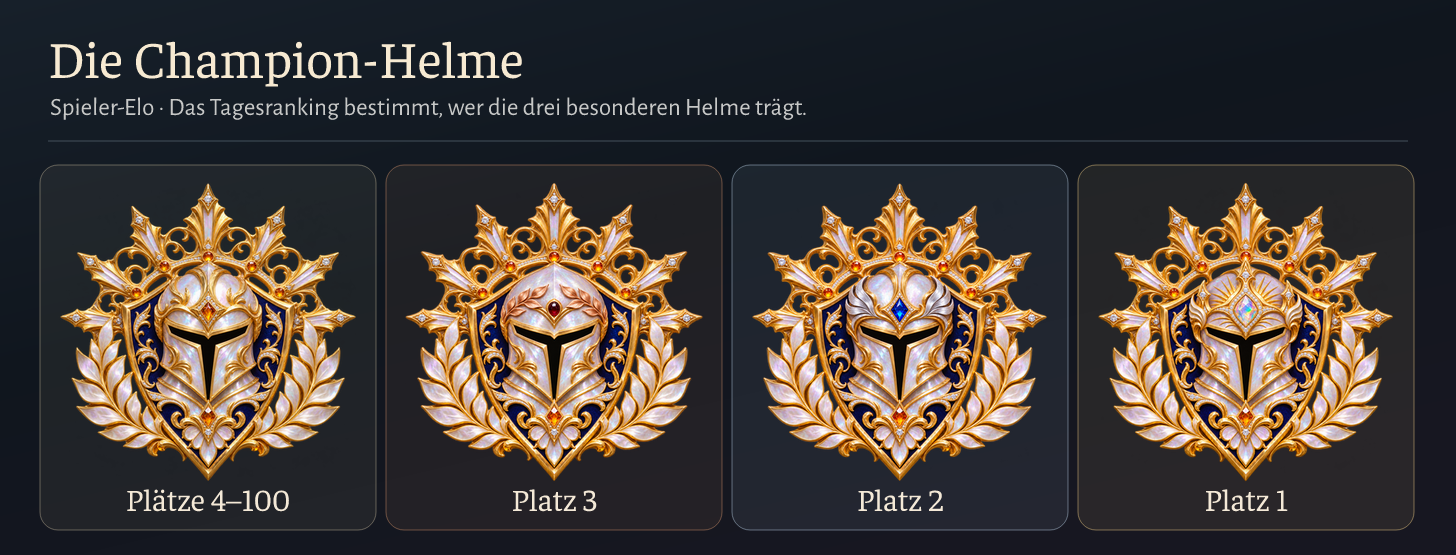 Die Champion-Helme
Spieler-Elo · Das Tagesranking bestimmt, wer die drei besonderen Helme trägt.
Plätze 4–100
Platz 3
Platz 2
Platz 1